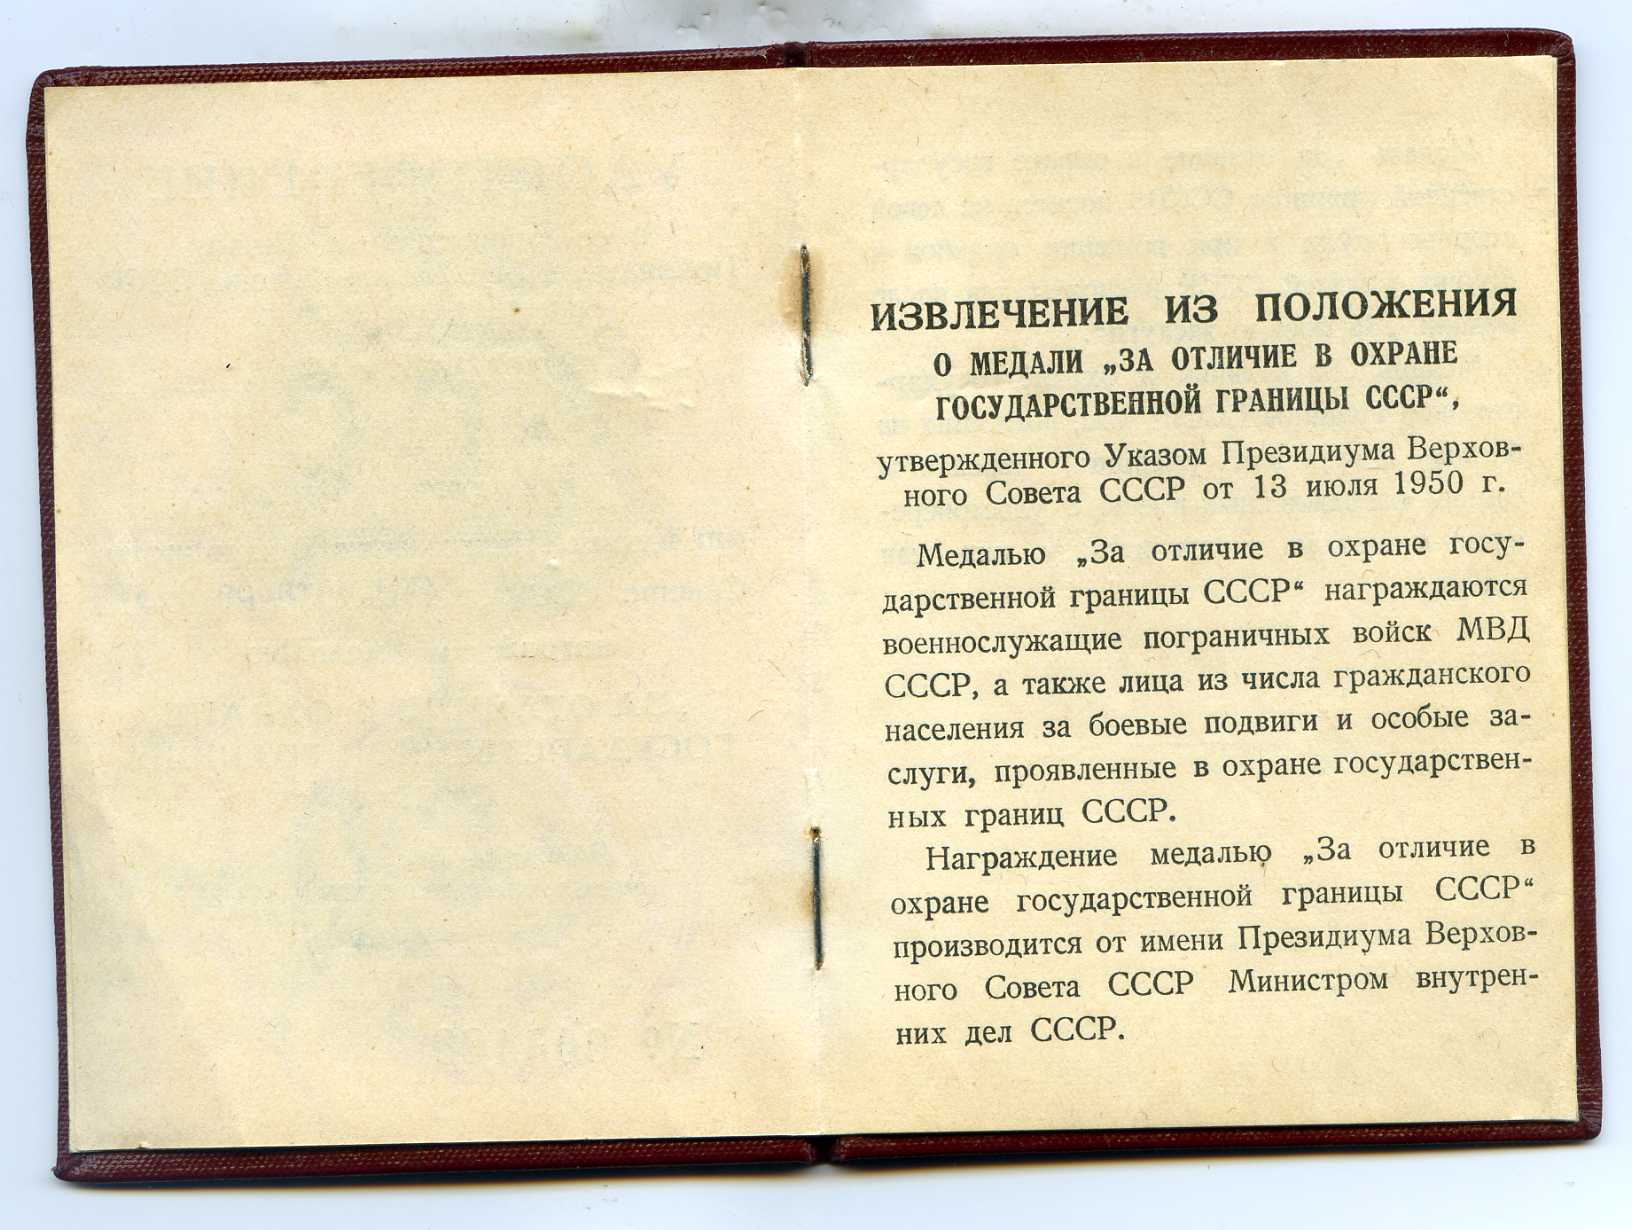 ИЗВЛЕЧЕНИЕ ИЗ ПОЛОЖЕНИЯ
О МЕДАЛИ „ЗА ОТЛИЧИЕ В ОХРАНЕ
ГОСУДАРСТВЕННОЙ ГРАНИЦЫ СССР“,
утвержденного Указом Президиума Верхов-
ного Совета СССР от 13 июля 1950 г.
Медалью „За отличие в охране госу-
дарственной границы СССР“ награждаются
военнослужащие пограничных войск МВД
СССР, а также лица из числа гражданского
населения за боевые подвиги и особые за-
слуги, проявленные в охране государствен-
ных границ СССР.
Награждение медалью „За отличие в
охране государственной границы СССР“
производится от имени Президиума Верхов-
ного Совета СССР Министром внутрен-
них дел СССР.